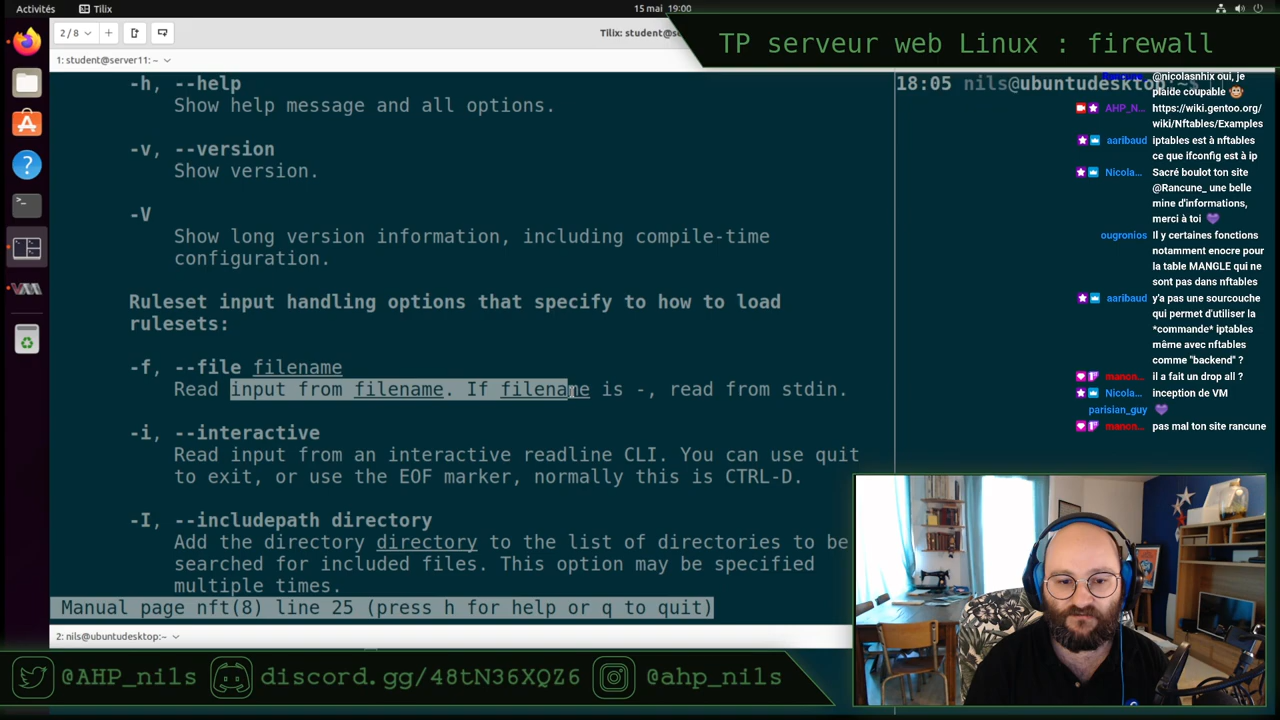 Activités
Tilix
15 mai 19:00
2/8
Tilix: student@se
TP serveur web Linux : firewall
1: student@server11: ~
-h, --help
Show help message and all options.
-v, --version
Show version.
-V
Show long version information, including compile-time
configuration.
Ruleset input handling options that specify to how to load
rulesets:
-f, --file filename
Read input from filename. If filename is -, read from stdin.
-i, --interactive
Read input from an interactive readline CLI. You can use quit
to exit, or use the EOF marker, normally this is CTRL-D.
-I, --includepath directory
Add the directory directory to the list of directories to be
searched for included files. This option may be specified
multiple times.
Manual page nft(8) line 25 (press h for help or q to quit)
2: nils@ubuntudesktop:~
18:05 nils@ubuntudesktop:~$
@nicolasnhix oui, je
plaide coupable
AHP_N... https://wiki.gentoo.org/
wiki/Nftables/Examples
aaribaud iptables est à nftables
ce que ifconfig est à ip
Nicola... Sacré boulot ton site
@Rancune_ une belle
mine d'informations,
merci à toi
ougronios Il y certaines fonctions
notamment enocre pour
la table MANGLE qui ne
sont pas dans nftables
aaribaud y'a pas une sourcouche
qui permet d'utiliser la
*commande* iptables
même avec nftables
comme "backend" ?
manon... il a fait un drop all ?
Nicola... inception de VM
parisian_guy
manon... pas mal ton site rancune
@AHP_nils
discord.gg/48tN36XQZ6
@ahp_nils